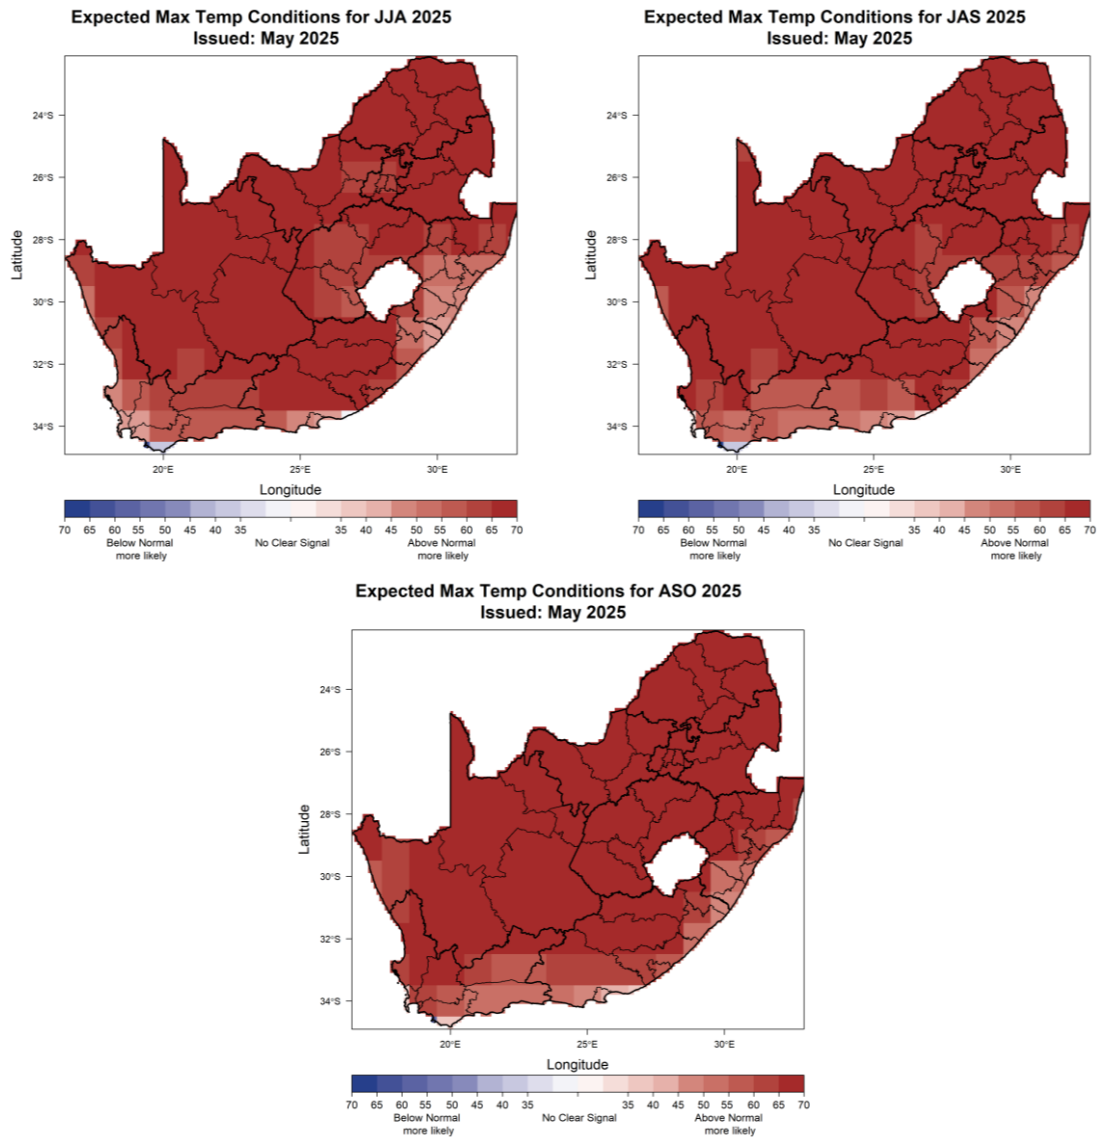 Expected Max Temp Conditions for JJA 2025
Issued: May 2025
Latitude
24°S
26°S
28°S
30°S
32°S
34°S
20°E 25°E 30°E
Longitude
70 65 60 55 50 45 40 35 35 40 45 50 55 60 65 70
Below Normal No Clear Signal Above Normal
more likely more likely
Expected Max Temp Conditions for JAS 2025
Issued: May 2025
Latitude
24°S
26°S
28°S
30°S
32°S
34°S
20°E 25°E 30°E
Longitude
70 65 60 55 50 45 40 35 35 40 45 50 55 60 65 70
Below Normal No Clear Signal Above Normal
more likely more likely
Expected Max Temp Conditions for ASO 2025
Issued: May 2025
Latitude
24°S
26°S
28°S
30°S
32°S
34°S
20°E 25°E 30°E
Longitude
70 65 60 55 50 45 40 35 35 40 45 50 55 60 65 70
Below Normal No Clear Signal Above Normal
more likely more likely